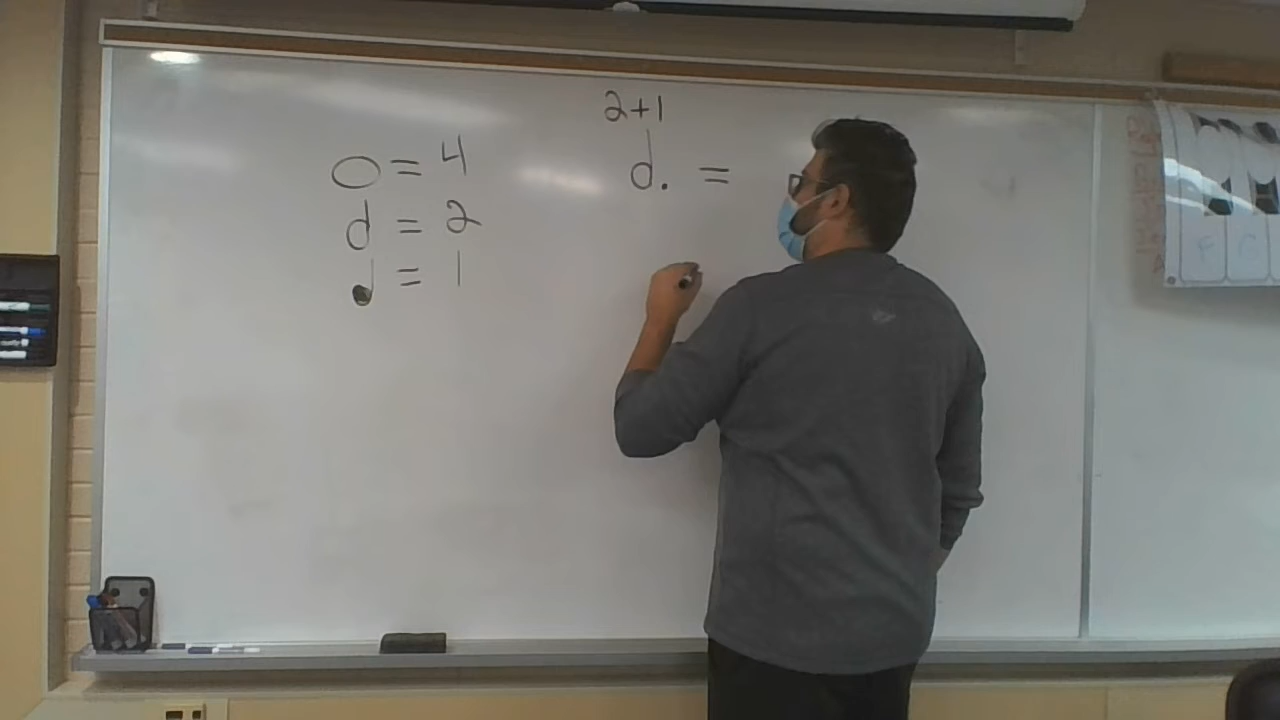 𝅝 = 4
𝅗𝅥 = 2
♩ = 1
2+1
𝅗𝅥. =